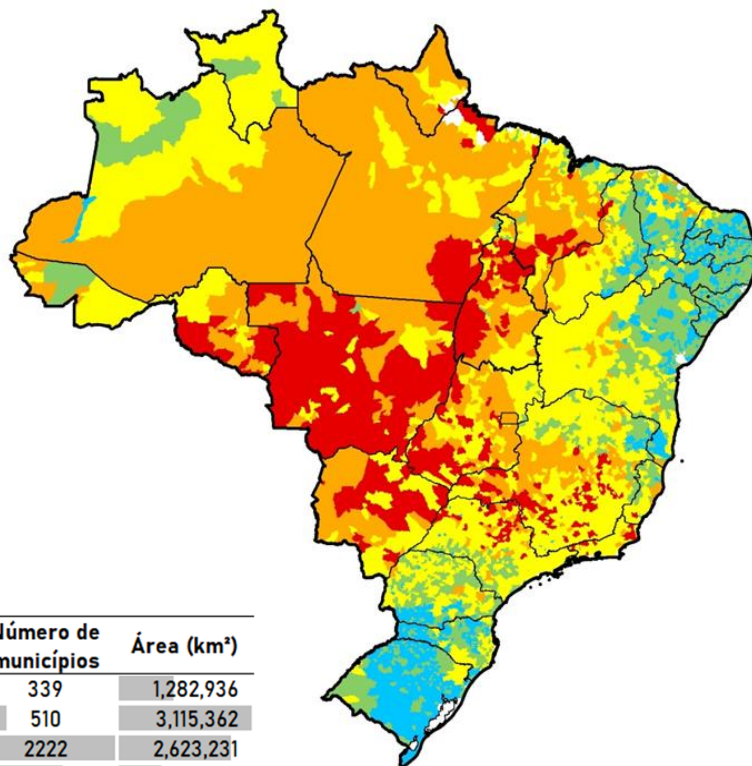 Número de
municípios Área (km²)
339 1,282,936
510 3,115,362
2222 2,623,231